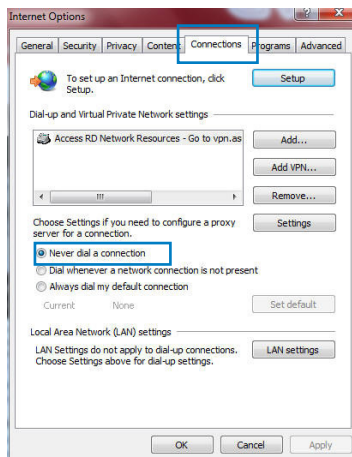 Internet Options
General Security Privacy Content Connections Programs Advanced
To set up an Internet connection, click
Setup.
Setup
Dial-up and Virtual Private Network settings
Access RD Network Resources - Go to vpn.as
Add...
Add VPN...
Remove...
Choose Settings if you need to configure a proxy
server for a connection.
Settings
Never dial a connection
Dial whenever a network connection is not present
Always dial my default connection
Current None
Set default
Local Area Network (LAN) settings
LAN Settings do not apply to dial-up connections.
Choose Settings above for dial-up settings.
LAN settings
OK Cancel Apply